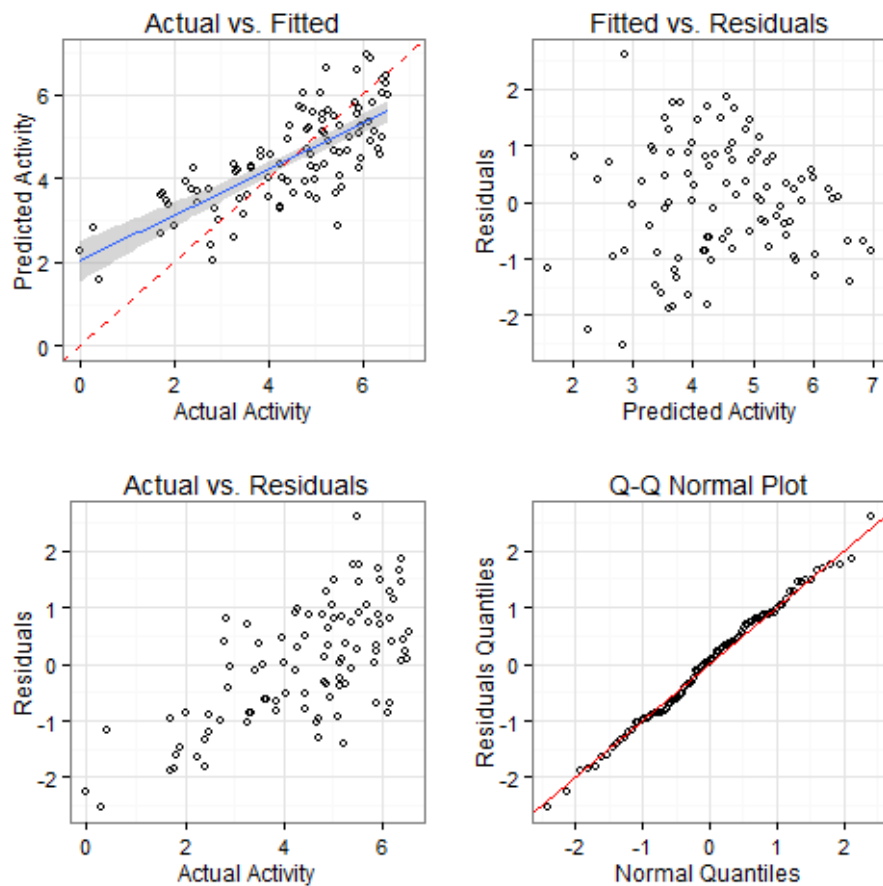 Actual vs. Fitted
Predicted Activity
6
4
2
0
0 2 4 6
Actual Activity
Fitted vs. Residuals
Residuals
2
1
0
-1
-2
2 3 4 5 6 7
Predicted Activity
Actual vs. Residuals
Residuals
2
1
0
-1
-2
0 2 4 6
Actual Activity
Q-Q Normal Plot
Residuals Quantiles
2
1
0
-1
-2
-2 -1 0 1 2
Normal Quantiles